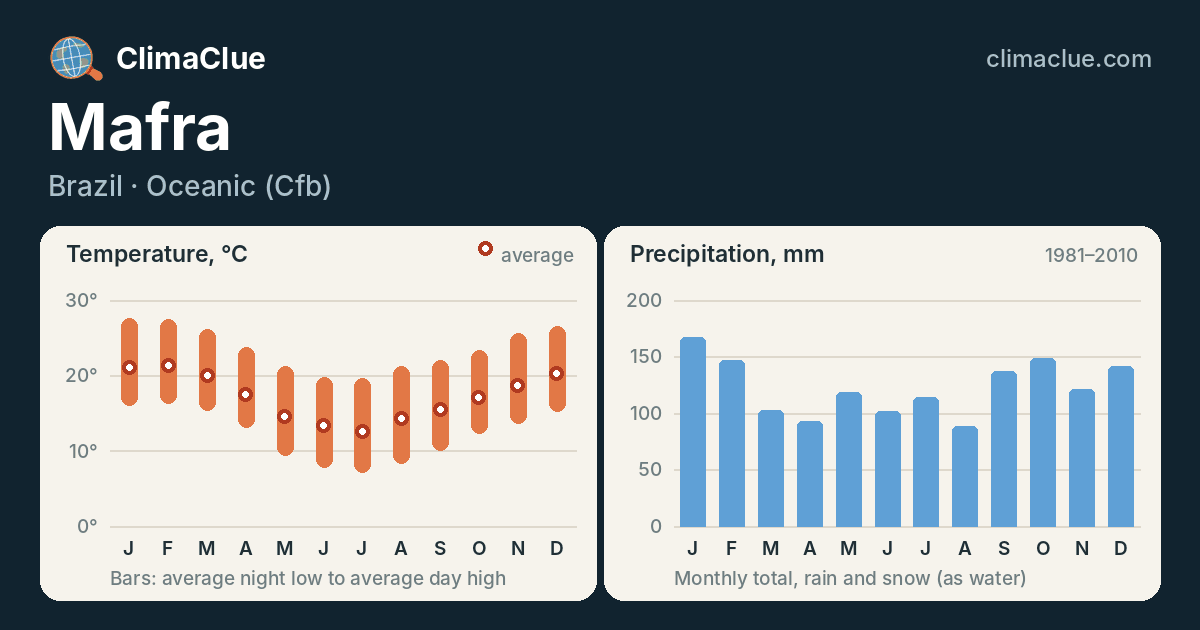 ClimaClue
climaclue.com
Mafra
Brazil · Oceanic (Cfb)
Temperature, °C
average
30°
20°
10°
0°
J F M A M J J A S O N D
Bars: average night low to average day high
Precipitation, mm
1981–2010
200
150
100
50
0
J F M A M J J A S O N D
Monthly total, rain and snow (as water)